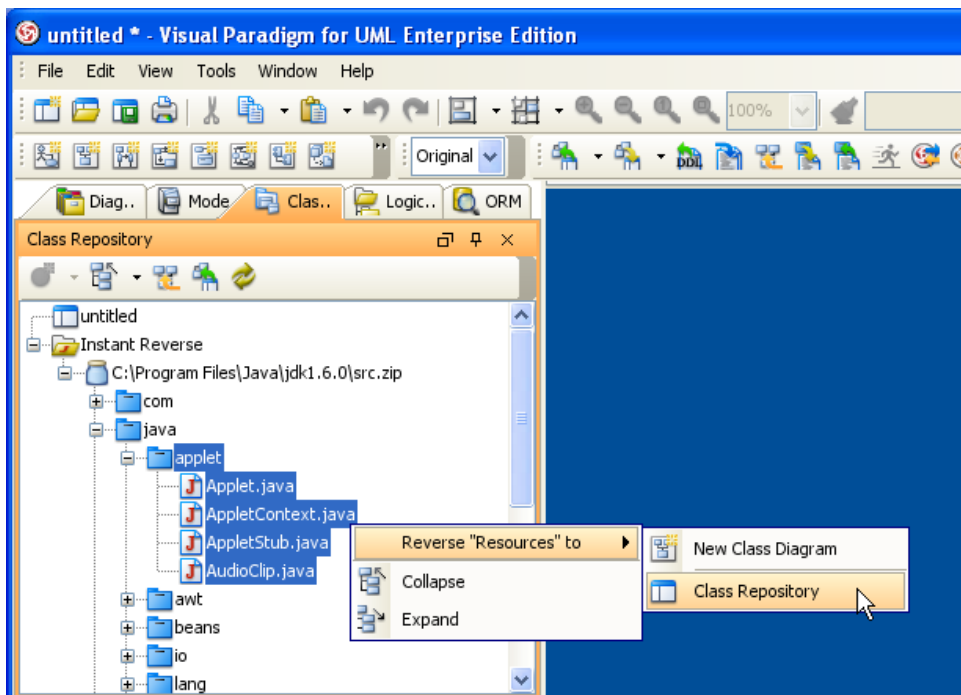 untitled * - Visual Paradigm for UML Enterprise Edition
File Edit View Tools Window Help
100%
Original
DDL
Diag.. Mode Clas.. Logic.. ORM
Class Repository
untitled
Instant Reverse
C:\Program Files\Java\jdk1.6.0\src.zip
com
java
applet
Applet.java
AppletContext.java
AppletStub.java
AudioClip.java
awt
beans
io
lang
Reverse "Resources" to
Collapse
Expand
New Class Diagram
Class Repository